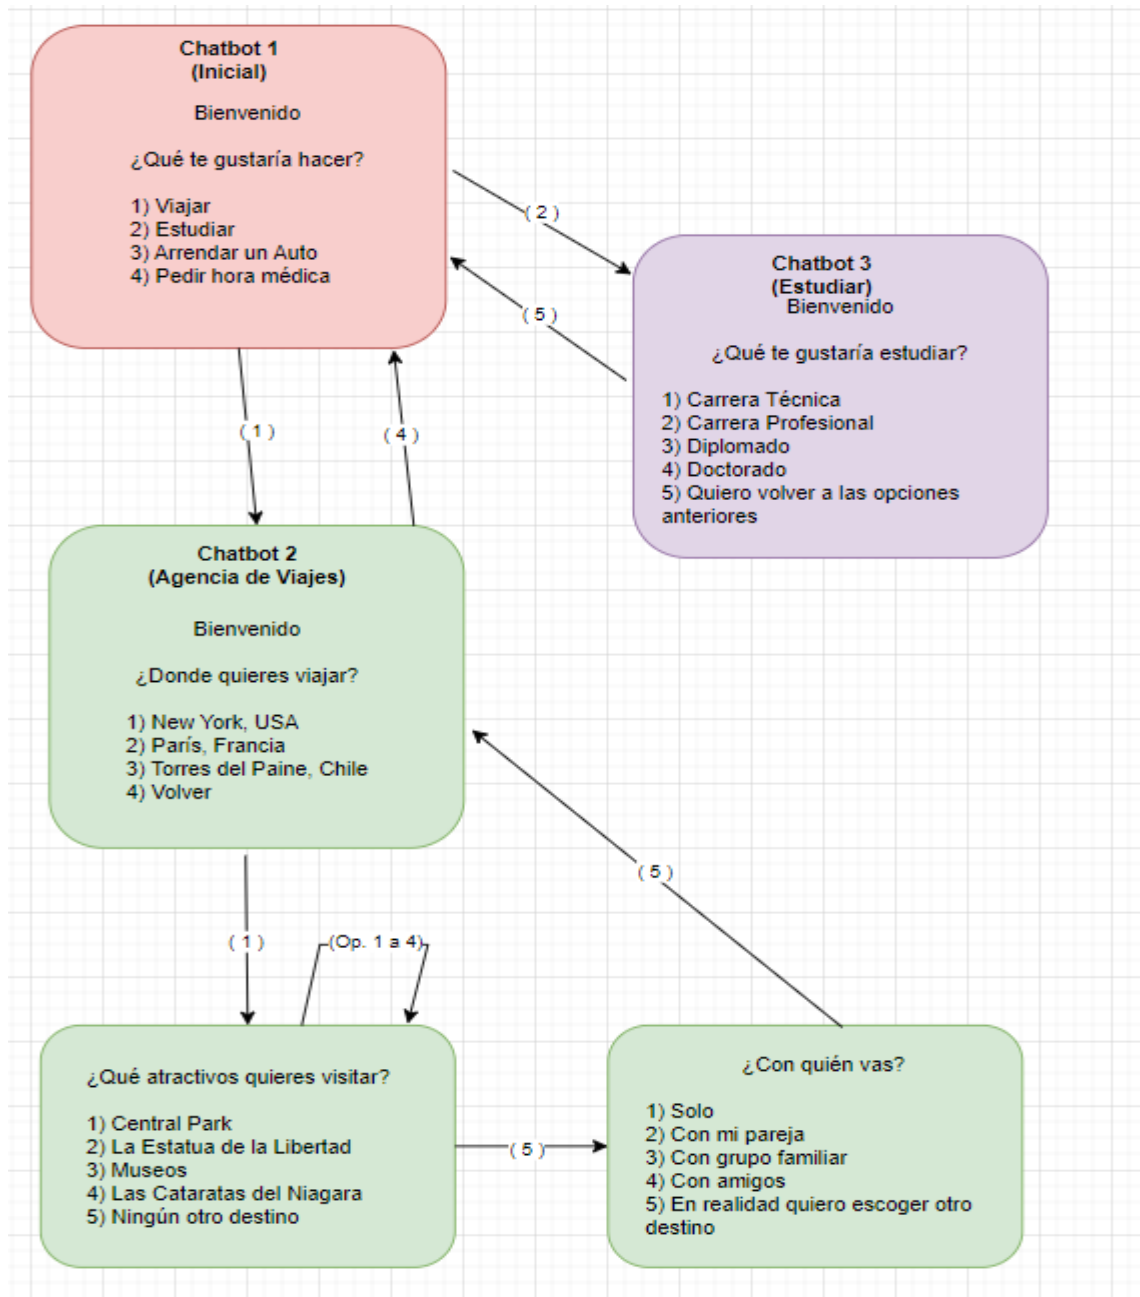 Chatbot 1
(Inicial)
Bienvenido
¿Qué te gustaría hacer?
1) Viajar
2) Estudiar
3) Arrendar un Auto
4) Pedir hora médica
( 2 )
( 5 )
Chatbot 3
(Estudiar)
Bienvenido
¿Qué te gustaría estudiar?
1) Carrera Técnica
2) Carrera Profesional
3) Diplomado
4) Doctorado
5) Quiero volver a las opciones
anteriores
( 1 )
( 4 )
Chatbot 2
(Agencia de Viajes)
Bienvenido
¿Donde quieres viajar?
1) New York, USA
2) París, Francia
3) Torres del Paine, Chile
4) Volver
( 5 )
( 1 )
(Op. 1 a 4)
¿Qué atractivos quieres visitar?
1) Central Park
2) La Estatua de la Libertad
3) Museos
4) Las Cataratas del Niagara
5) Ningún otro destino
( 5 )
¿Con quién vas?
1) Solo
2) Con mi pareja
3) Con grupo familiar
4) Con amigos
5) En realidad quiero escoger otro
destino